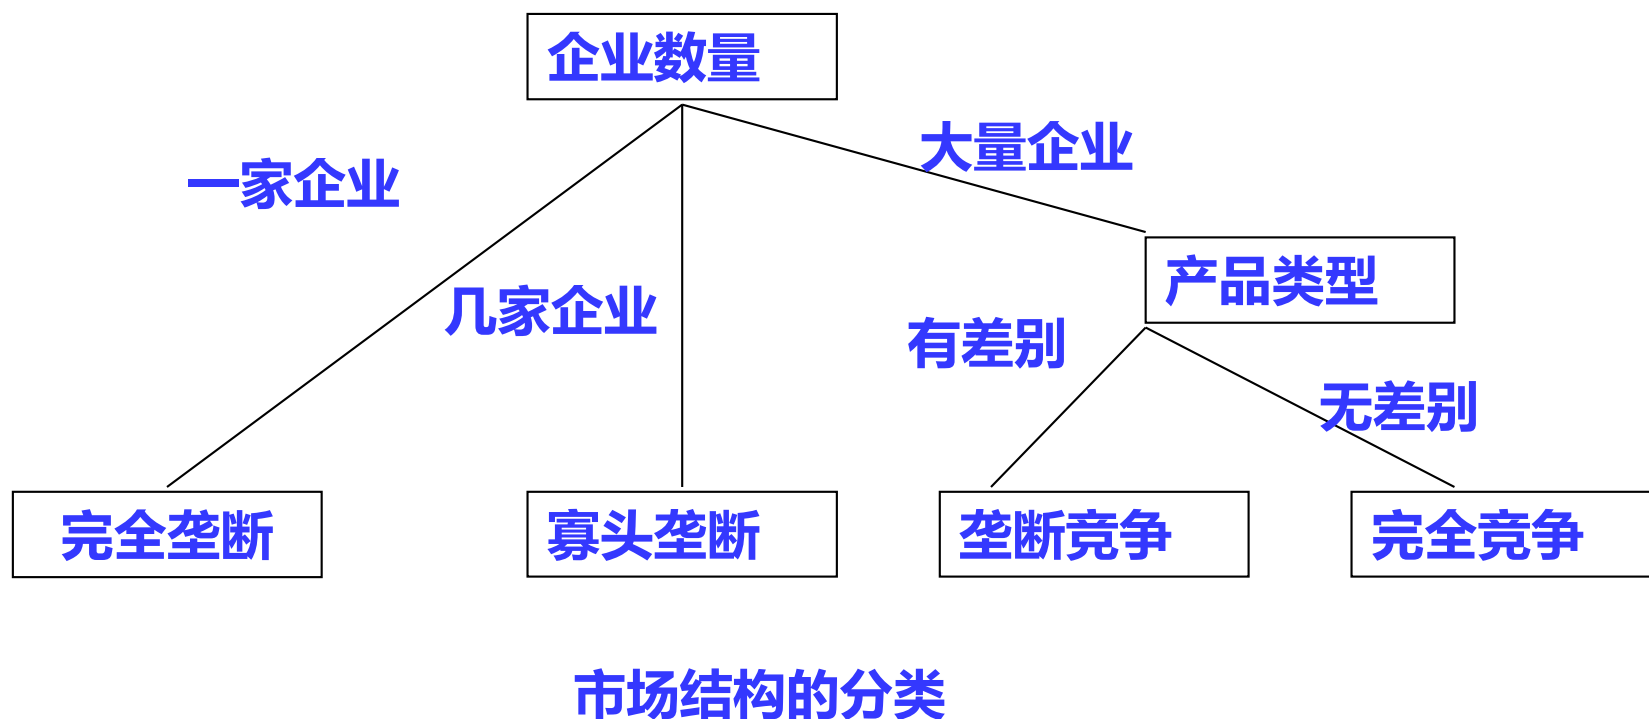 企业数量
大量企业
一家企业
产品类型
几家企业
有差别
无差别
完全垄断
寡头垄断
垄断竞争
完全竞争
市场结构的分类